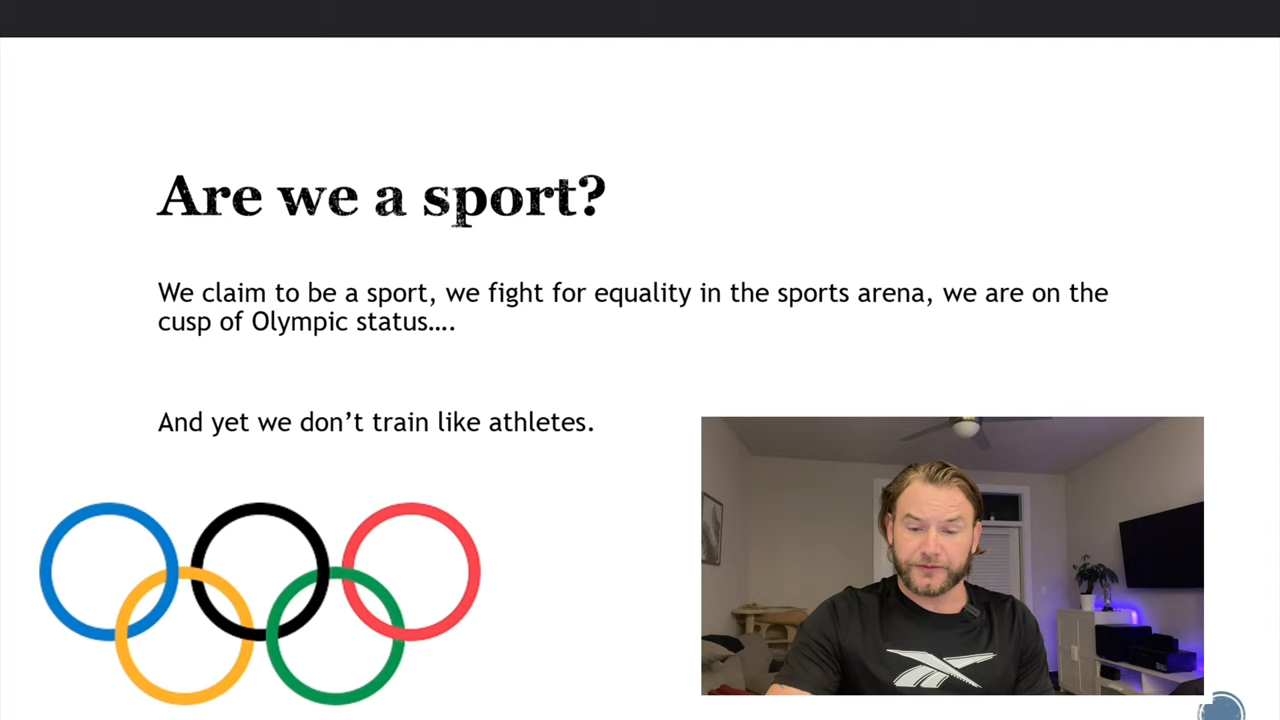 Are we a sport?
We claim to be a sport, we fight for equality in the sports arena, we are on the
cusp of Olympic status….
And yet we don’t train like athletes.